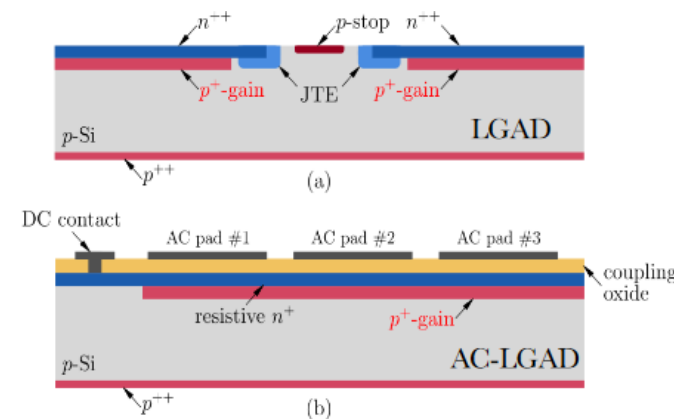 n⁺⁺ p-stop n⁺⁺
p⁺-gain JTE p⁺-gain
p-Si LGAD
p⁺⁺
(a)
DC contact
AC pad #1 AC pad #2 AC pad #3
coupling
oxide
resistive n⁺ p⁺-gain
p-Si AC-LGAD
p⁺⁺
(b)